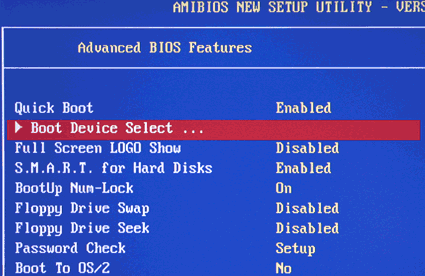 AMIBIOS NEW SETUP UTILITY - VERS
Advanced BIOS Features
Quick Boot Enabled
Boot Device Select ...
Full Screen LOGO Show Disabled
S.M.A.R.T. for Hard Disks Enabled
BootUp Num-Lock On
Floppy Drive Swap Disabled
Floppy Drive Seek Disabled
Password Check Setup
Boot To OS/2 No